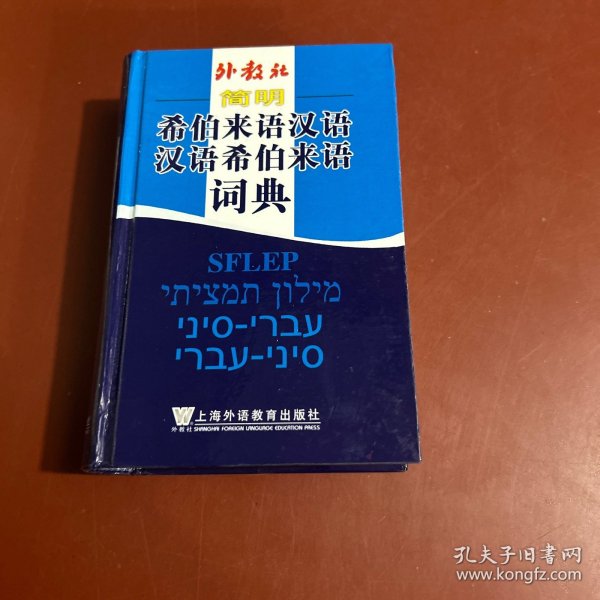 外教社
简明
希伯来语汉语
汉语希伯来语
词典
SFLEP
מילון תמציתי
עברי-סיני
סיני-עברי
上海外语教育出版社
外教社 SHANGHAI FOREIGN LANGUAGE EDUCATION PRESS
孔夫子旧书网
www.kongfz.com